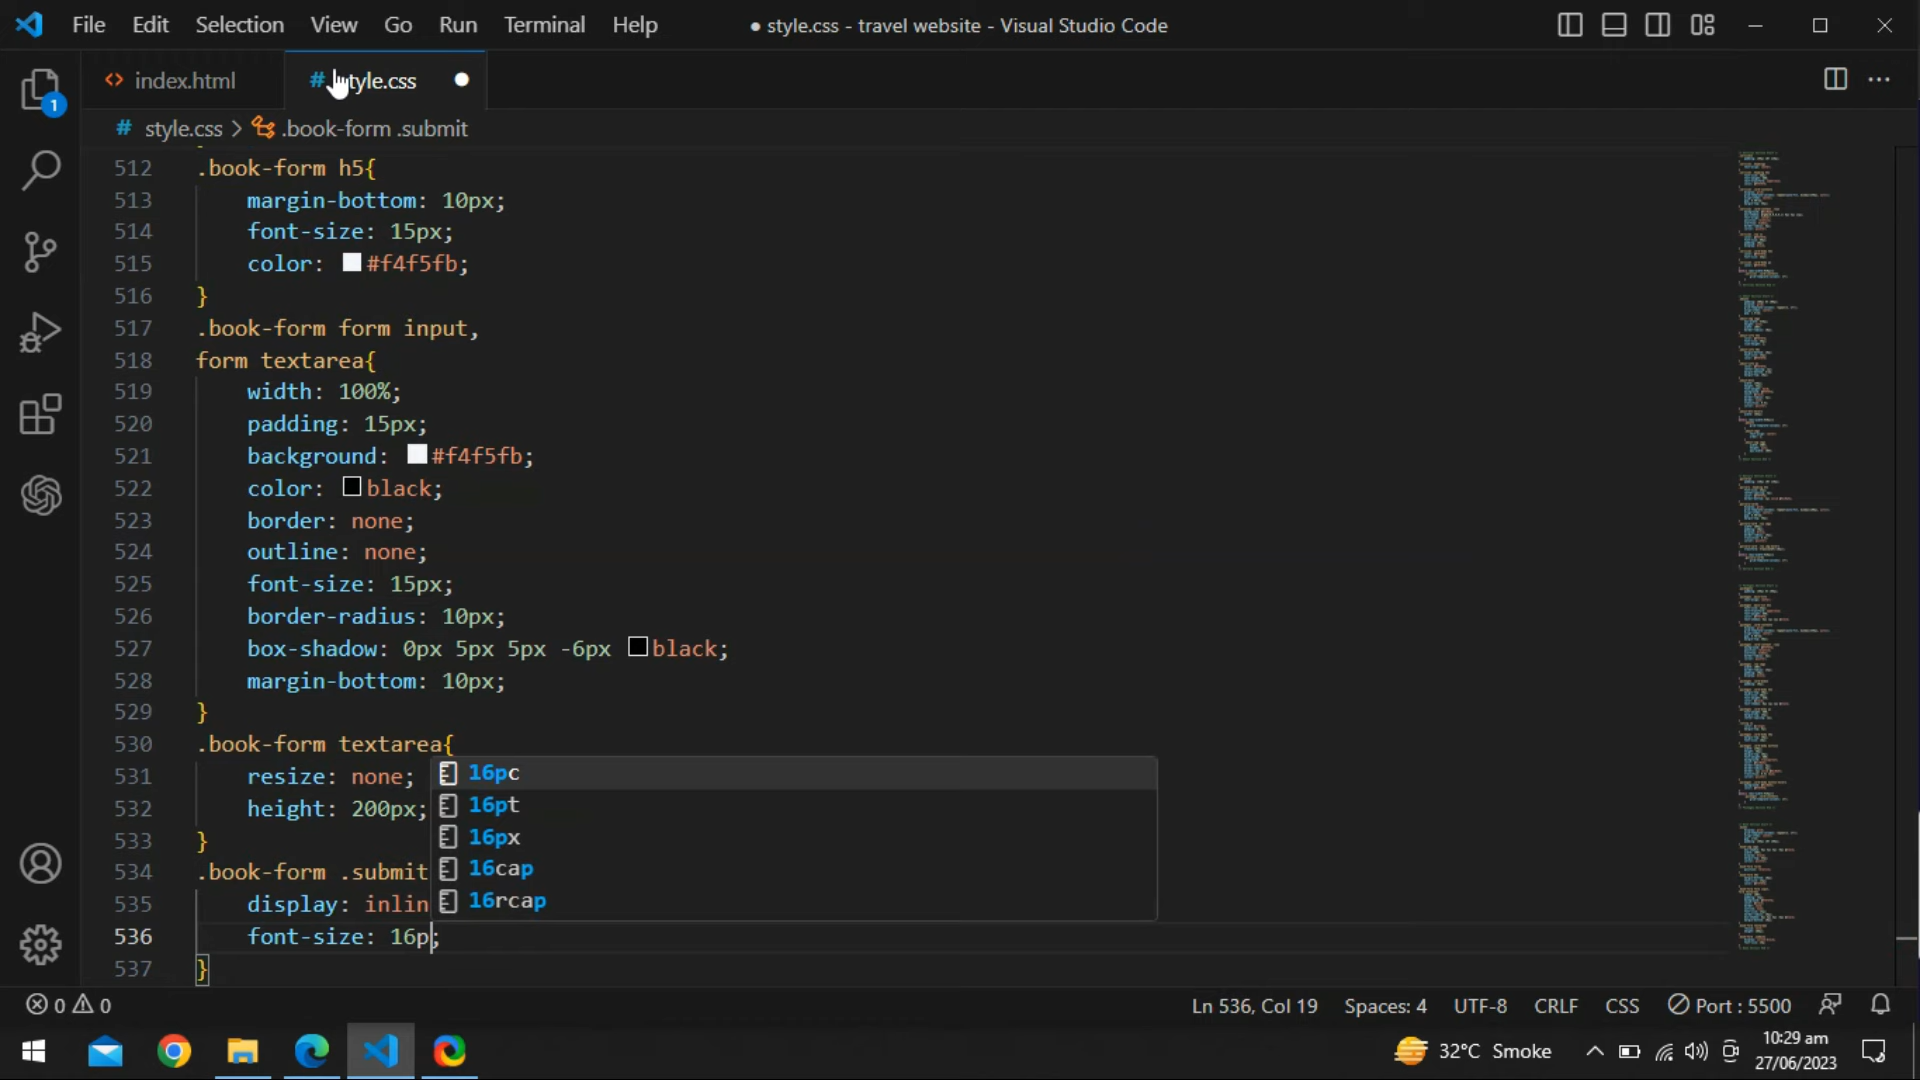 File Edit Selection View Go Run Terminal Help ● style.css - travel website - Visual Studio Code
<> index.html # style.css
# style.css > .book-form .submit
512 .book-form h5{
513 margin-bottom: 10px;
514 font-size: 15px;
515 color: #f4f5fb;
516 }
517 .book-form form input,
518 form textarea{
519 width: 100%;
520 padding: 15px;
521 background: #f4f5fb;
522 color: black;
523 border: none;
524 outline: none;
525 font-size: 15px;
526 border-radius: 10px;
527 box-shadow: 0px 5px 5px -6px black;
528 margin-bottom: 10px;
529 }
530 .book-form textarea{
531 resize: none;
532 height: 200px;
533 }
534 .book-form .submit
535 display: inlin
536 font-size: 16p;
537 }
16pc
16pt
16px
16cap
16rcap
1
0 0 Ln 536, Col 19 Spaces: 4 UTF-8 CRLF CSS Port : 5500
32°C Smoke 10:29 am
27/06/2023